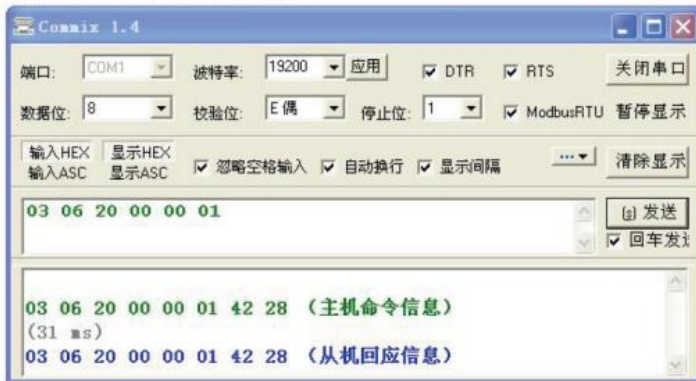 Commix 1.4
端口: COM1 波特率: 19200 应用 DTR RTS 关闭串口
数据位: 8 校验位: E偶 停止位: 1 ModbusRTU 暂停显示
输入HEX 显示HEX
输入ASC 显示ASC 忽略空格输入 自动换行 显示间隔 ... 清除显示
03 06 20 00 00 01 [s] 发送
回车发送
03 06 20 00 00 01 42 28 (主机命令信息)
(31 ms)
03 06 20 00 00 01 42 28 (从机回应信息)